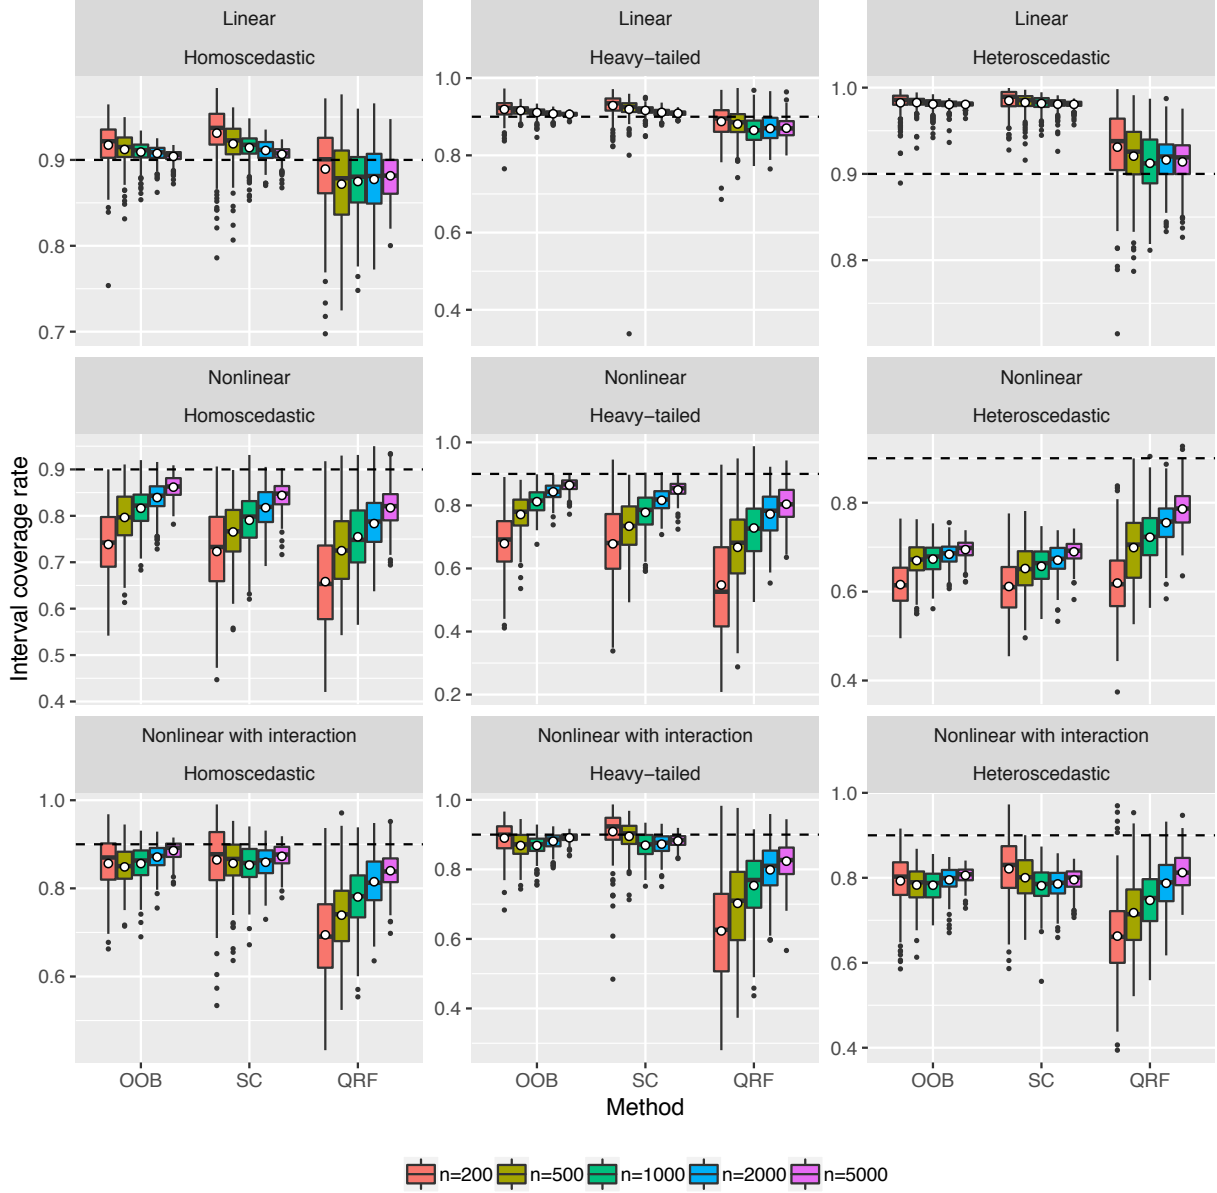 Linear
Homoscedastic
Linear
Heavy−tailed
Linear
Heteroscedastic
0.9
0.8
0.7
1.0
0.8
0.6
0.4
1.0
0.9
0.8
Nonlinear
Homoscedastic
Nonlinear
Heavy−tailed
Nonlinear
Heteroscedastic
0.9
0.8
0.7
0.6
0.5
0.4
1.0
0.8
0.6
0.4
0.2
0.8
0.6
0.4
Interval coverage rate
Nonlinear with interaction
Homoscedastic
Nonlinear with interaction
Heavy−tailed
Nonlinear with interaction
Heteroscedastic
1.0
0.8
0.6
1.0
0.8
0.6
0.4
1.0
0.8
0.6
0.4
OOB SC QRF
OOB SC QRF
OOB SC QRF
Method
n=200 n=500 n=1000 n=2000 n=5000